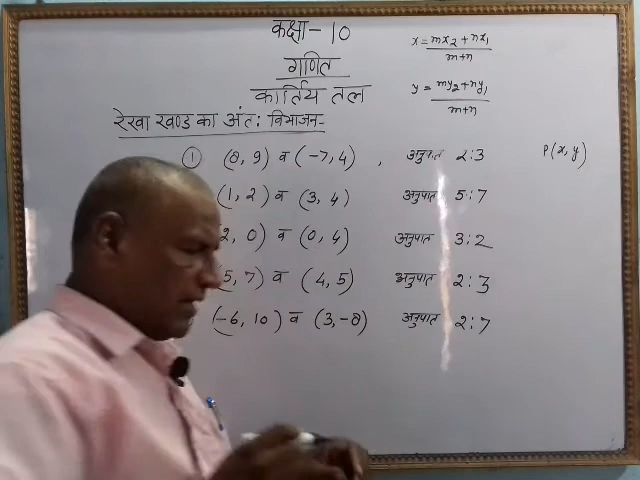 कक्षा - 10
गणित
कार्तिय तल
x = mx₂ + nx₁ / m+n
y = my₂ + ny₁ / m+n
रेखा खण्ड का अंत: विभाजन=
① (8, 9) व (-7, 4) , अनुपात 2:3 P(x, y)
(1, 2) व (3, 4) अनुपात 5:7
2, 0) व (0, 4) अनुपात 3:2
5, 7) व (4, 5) अनुपात 2:3
(-6, 10) व (3, -8) अनुपात 2:7